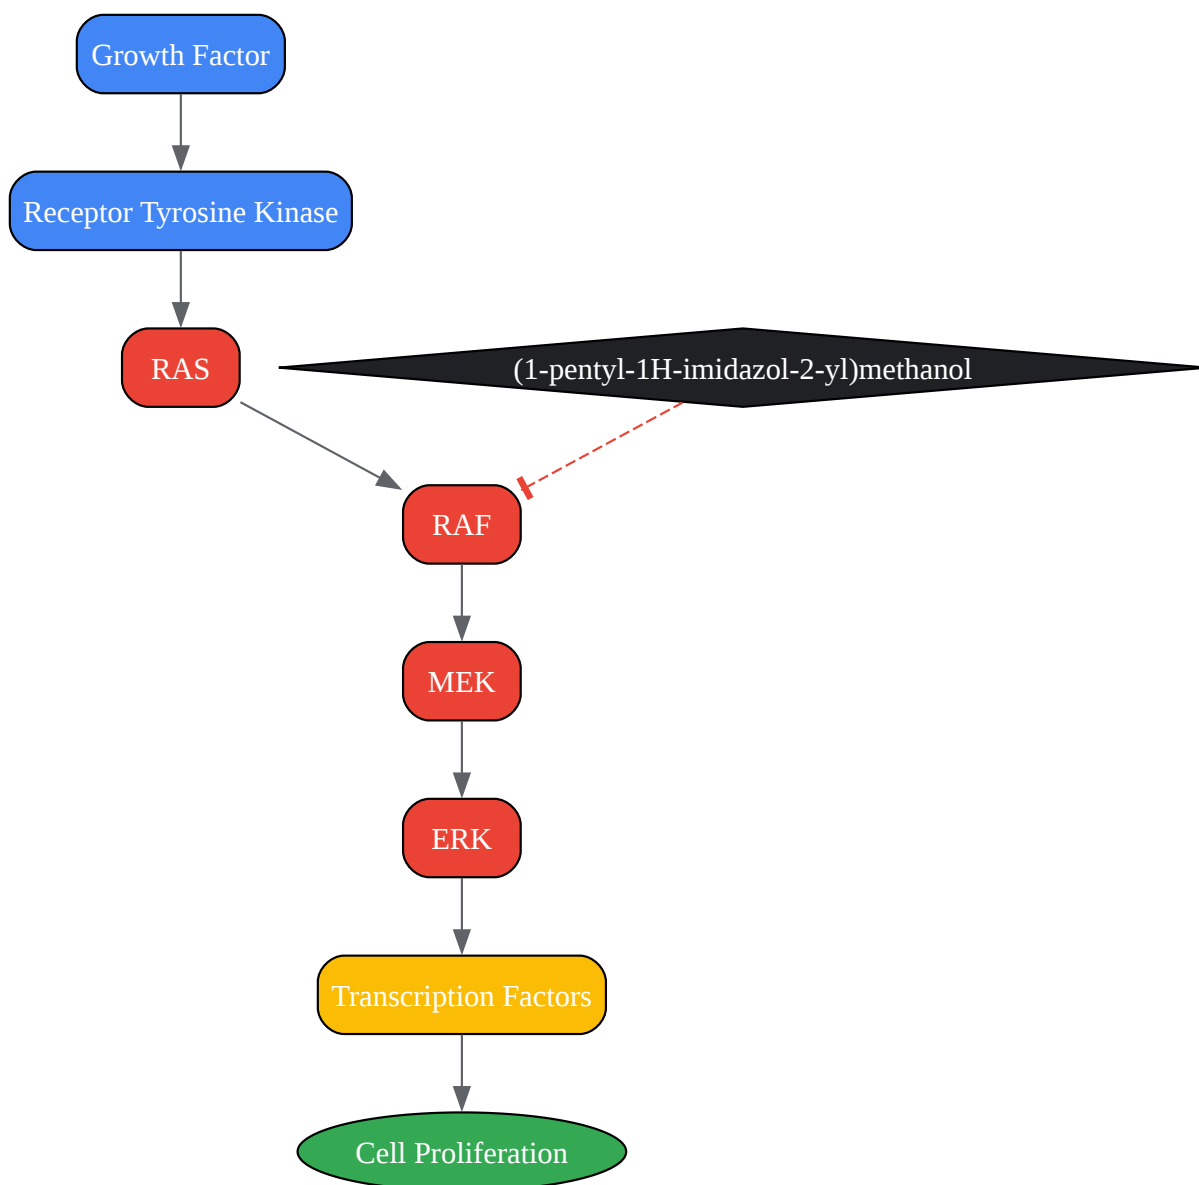 Growth Factor
Receptor Tyrosine Kinase
RAS
(1-pentyl-1H-imidazol-2-yl)methanol
RAF
MEK
ERK
Transcription Factors
Cell Proliferation